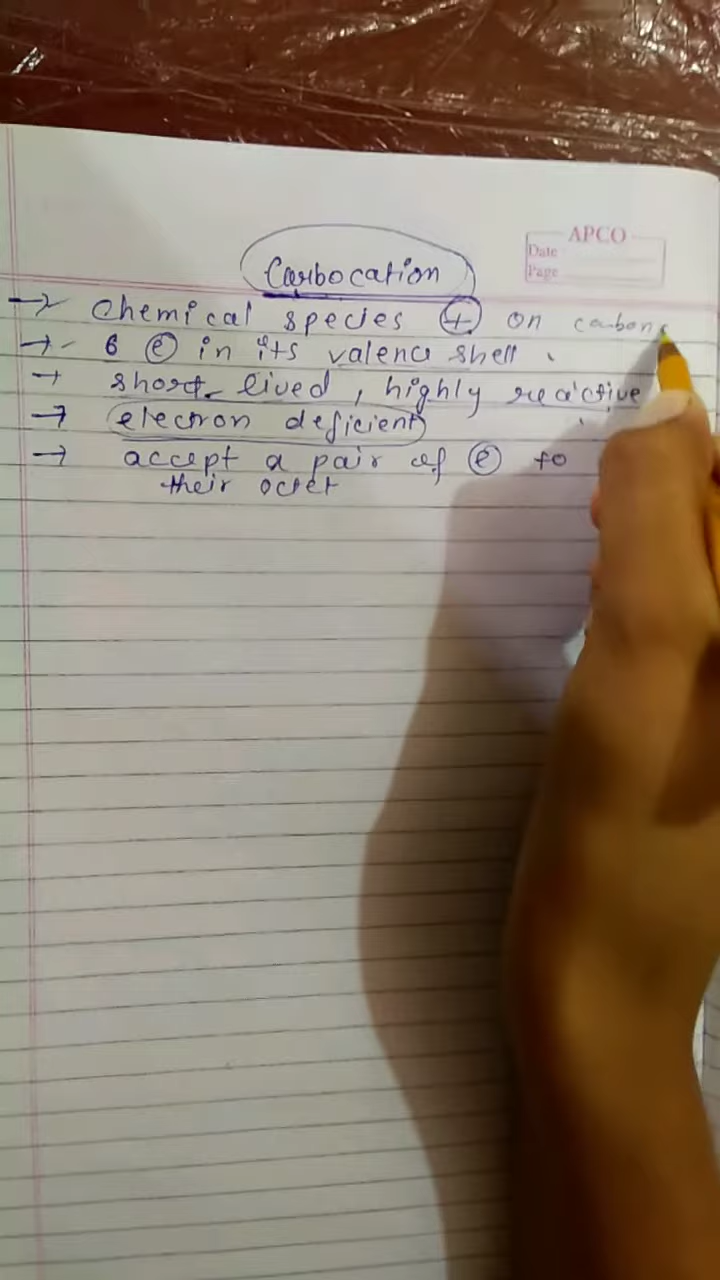 APCO
Date
Page
Carbocation
→ chemical species (+) on carbon
→ 6 (e) in its valence shell.
→ short-lived, highly reactive
→ electron deficient
→ accept a pair of (e) to
their octet